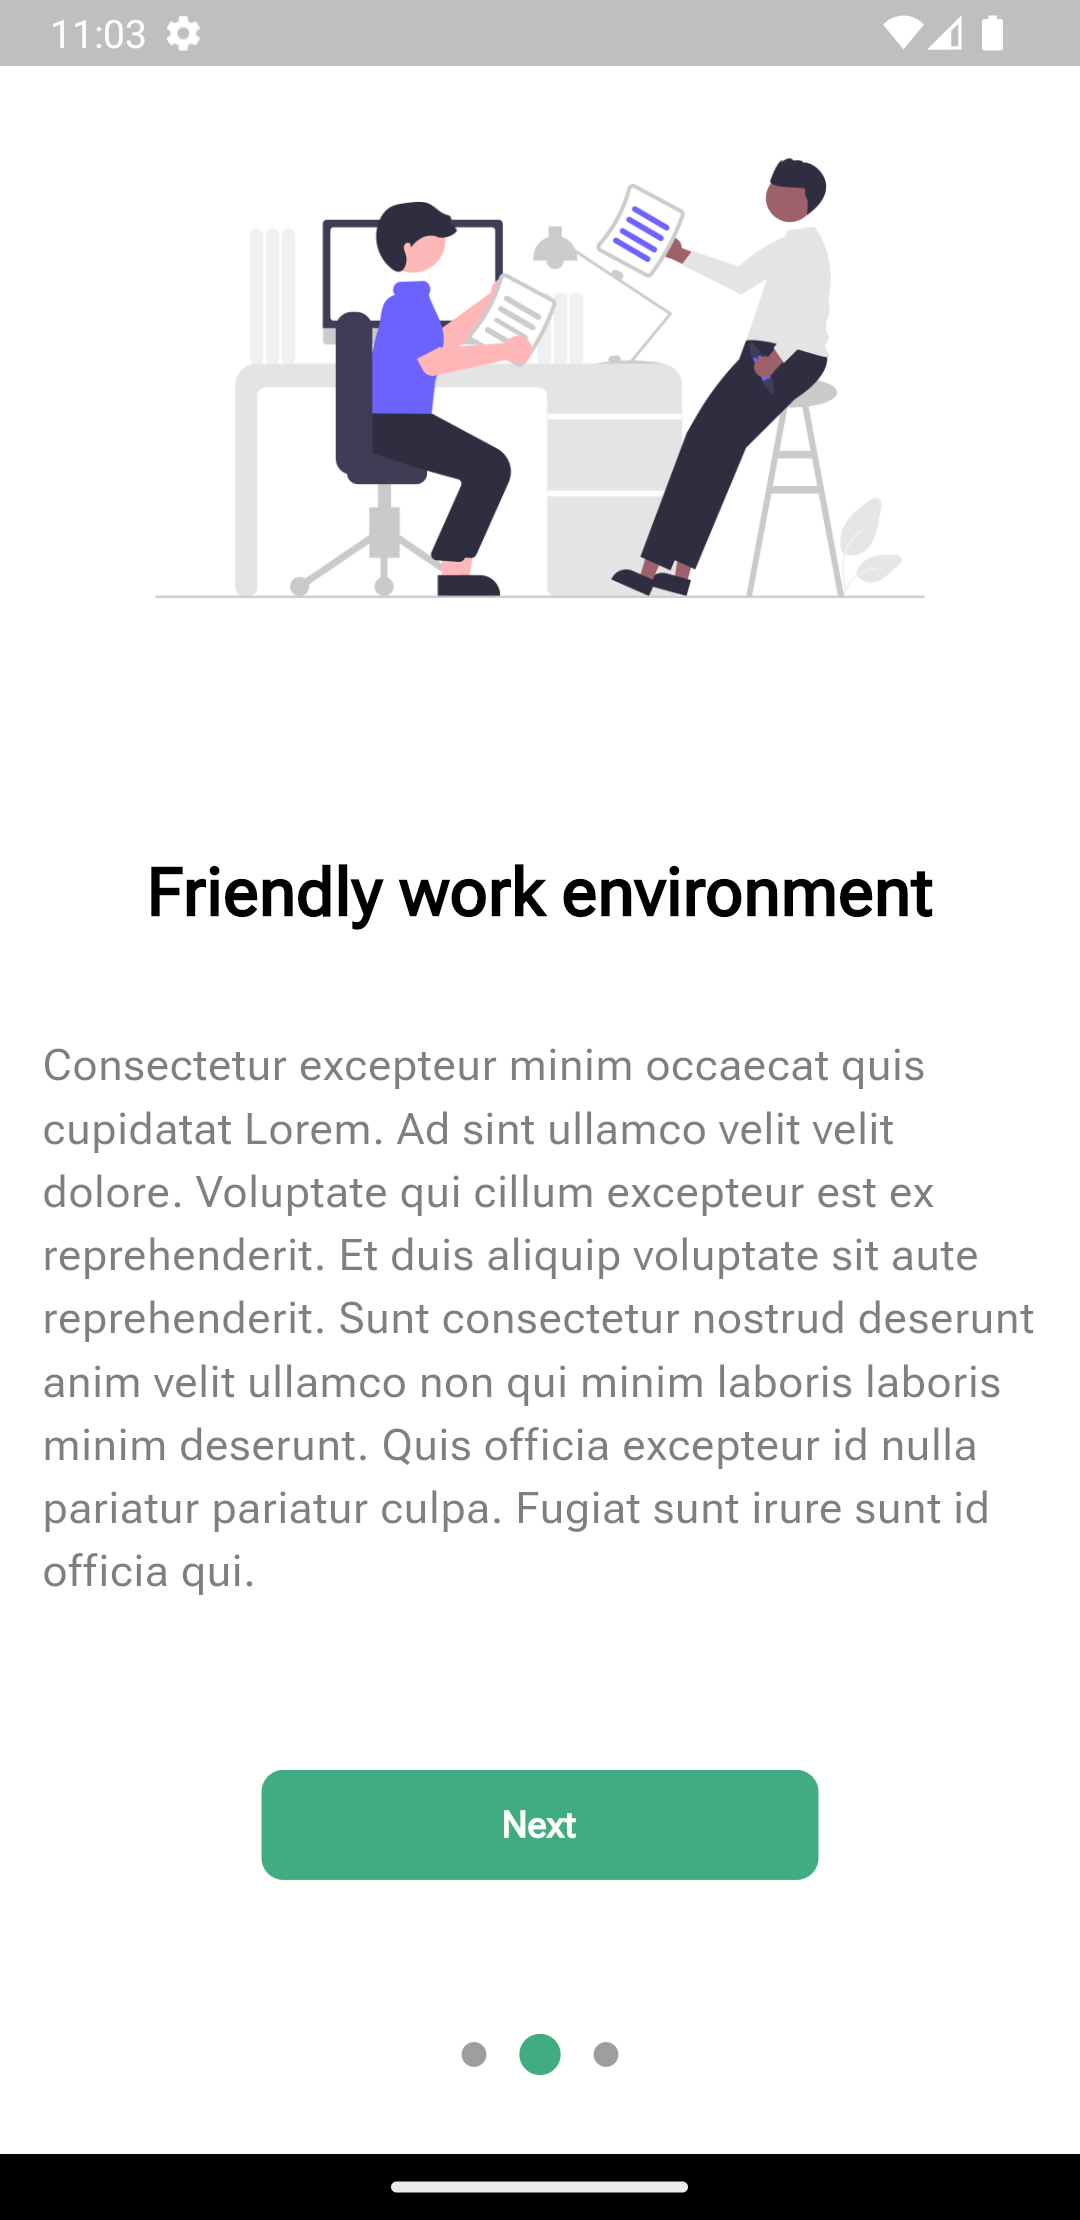 11:03
Friendly work environment
Consectetur excepteur minim occaecat quis
cupidatat Lorem. Ad sint ullamco velit velit
dolore. Voluptate qui cillum excepteur est ex
reprehenderit. Et duis aliquip voluptate sit aute
reprehenderit. Sunt consectetur nostrud deserunt
anim velit ullamco non qui minim laboris laboris
minim deserunt. Quis officia excepteur id nulla
pariatur pariatur culpa. Fugiat sunt irure sunt id
officia qui.
Next